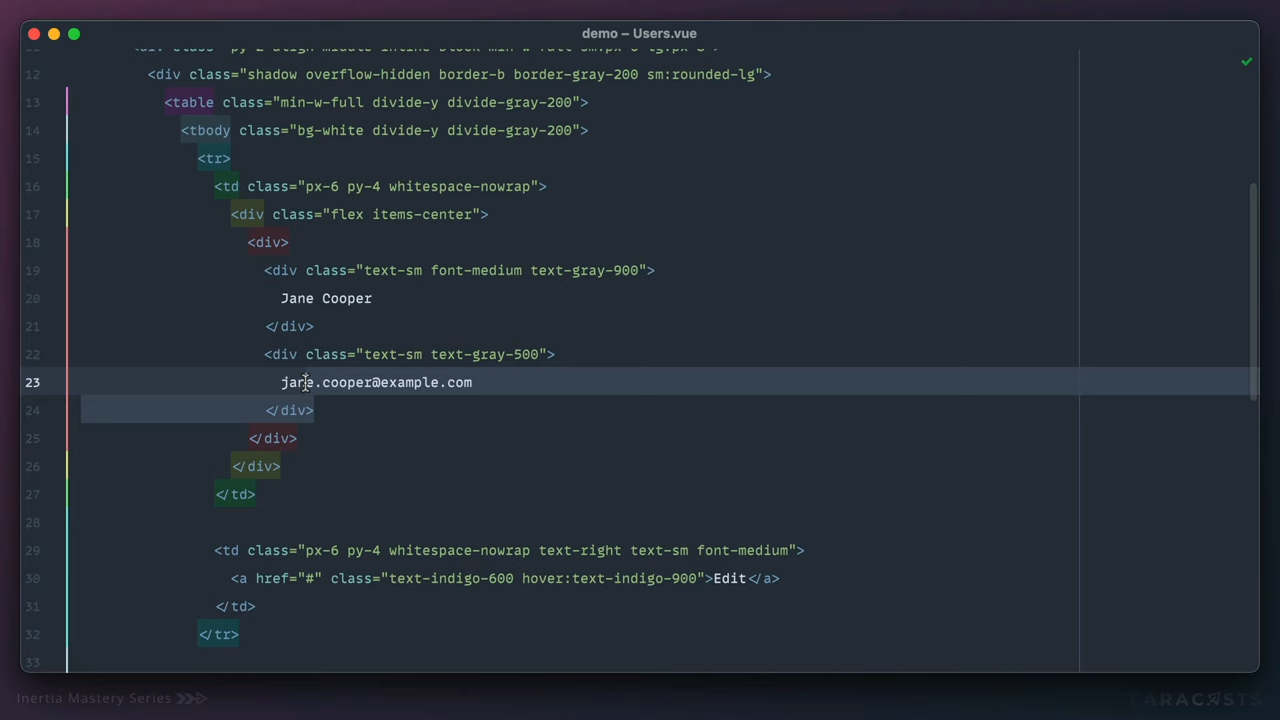 demo – Users.vue
12 <div class="shadow overflow-hidden border-b border-gray-200 sm:rounded-lg">
13 <table class="min-w-full divide-y divide-gray-200">
14 <tbody class="bg-white divide-y divide-gray-200">
15 <tr>
16 <td class="px-6 py-4 whitespace-nowrap">
17 <div class="flex items-center">
18 <div>
19 <div class="text-sm font-medium text-gray-900">
20 Jane Cooper
21 </div>
22 <div class="text-sm text-gray-500">
23 jane.cooper@example.com
24 </div>
25 </div>
26 </div>
27 </td>
28
29 <td class="px-6 py-4 whitespace-nowrap text-right text-sm font-medium">
30 <a href="#" class="text-indigo-600 hover:text-indigo-900">Edit</a>
31 </td>
32 </tr>
33
Inertia Mastery Series
LARACASTS